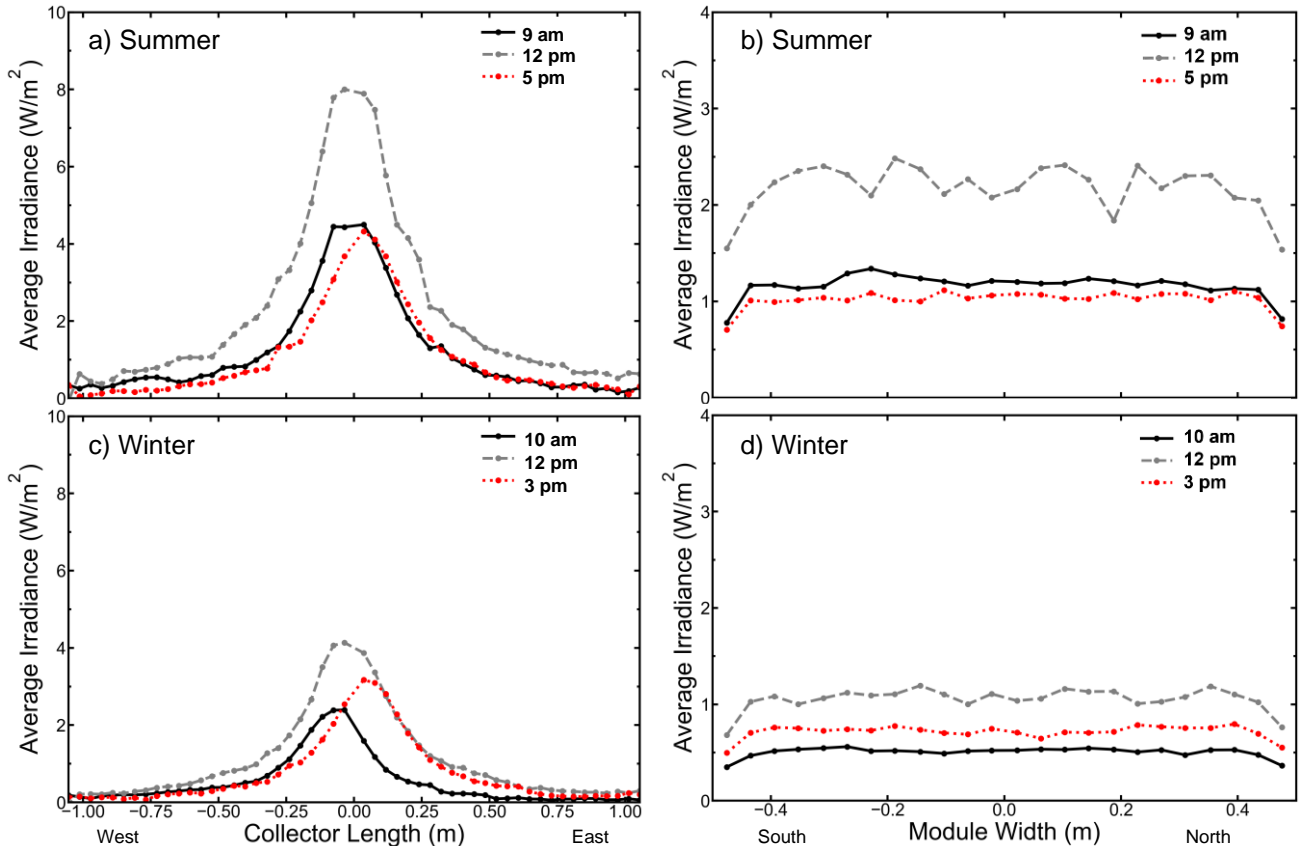 a) Summer
9 am
12 pm
5 pm
Average Irradiance (W/m²)
10
8
6
4
2
0
b) Summer
9 am
12 pm
5 pm
Average Irradiance (W/m²)
4
3
2
1
0
c) Winter
10 am
12 pm
3 pm
Average Irradiance (W/m²)
10
8
6
4
2
0
−1.00 −0.75 −0.50 −0.25 0.00 0.25 0.50 0.75 1.00
West Collector Length (m) East
d) Winter
10 am
12 pm
3 pm
Average Irradiance (W/m²)
4
3
2
1
0
−0.4 −0.2 0.0 0.2 0.4
South Module Width (m) North